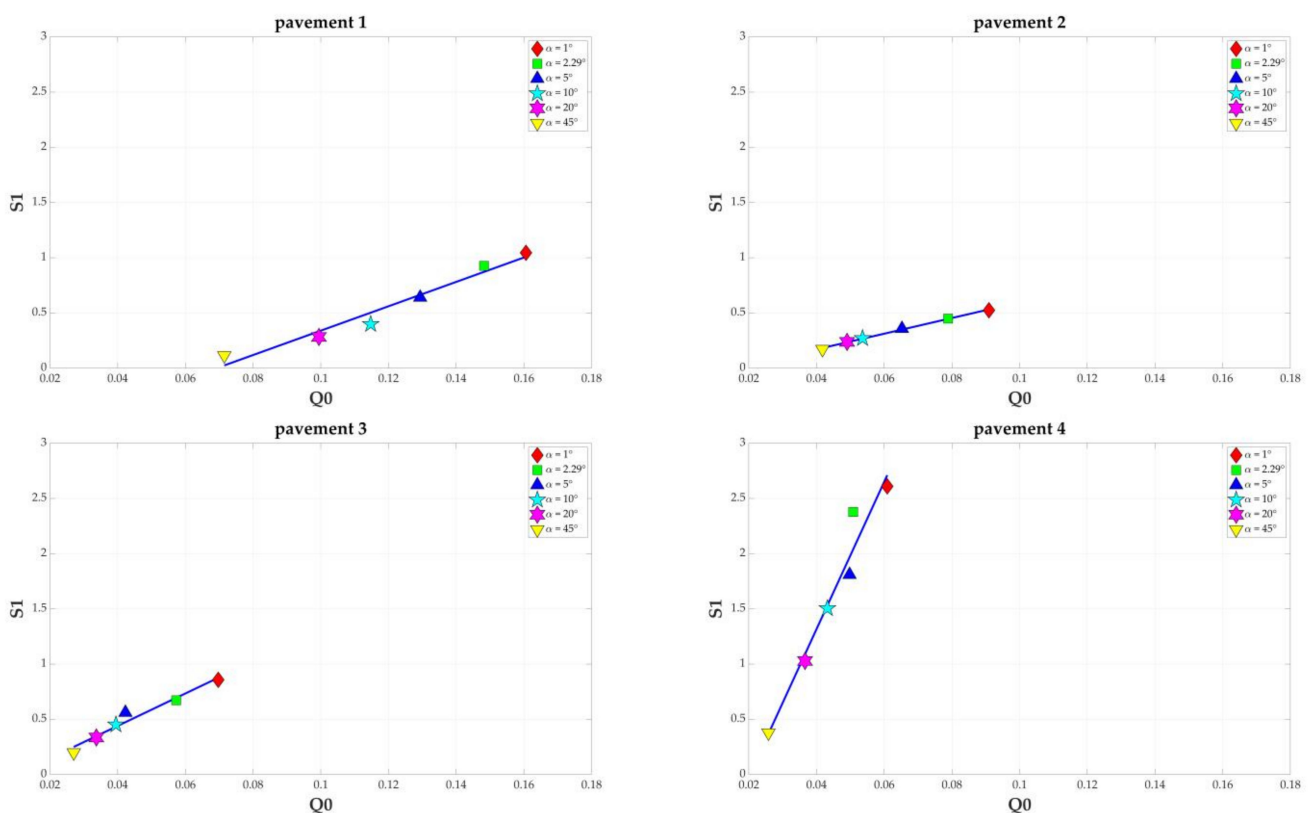 pavement 1
3
2.5
2
1.5
1
0.5
0
S1
0.02 0.04 0.06 0.08 0.1 0.12 0.14 0.16 0.18
Q0
α = 1°
α = 2.29°
α = 5°
α = 10°
α = 20°
α = 45°
pavement 2
3
2.5
2
1.5
1
0.5
0
S1
0.02 0.04 0.06 0.08 0.1 0.12 0.14 0.16 0.18
Q0
α = 1°
α = 2.29°
α = 5°
α = 10°
α = 20°
α = 45°
pavement 3
3
2.5
2
1.5
1
0.5
0
S1
0.02 0.04 0.06 0.08 0.1 0.12 0.14 0.16 0.18
Q0
α = 1°
α = 2.29°
α = 5°
α = 10°
α = 20°
α = 45°
pavement 4
3
2.5
2
1.5
1
0.5
0
S1
0.02 0.04 0.06 0.08 0.1 0.12 0.14 0.16 0.18
Q0
α = 1°
α = 2.29°
α = 5°
α = 10°
α = 20°
α = 45°